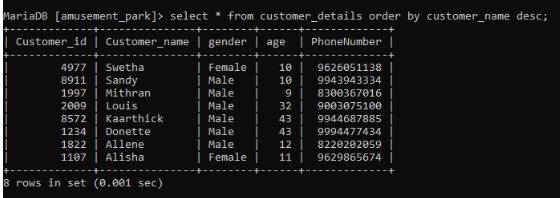 MariaDB [amusement_park]> select * from customer_details order by customer_name desc;
+-------------+---------------+--------+------+-------------+
| Customer_id | Customer_name | gender | age  | PhoneNumber |
+-------------+---------------+--------+------+-------------+
|        4977 | Swetha        | Female |   10 |  9626051138 |
|        8911 | Sandy         | Male   |   10 |  9943943334 |
|        1997 | Mithran       | Male   |    9 |  8300367016 |
|        2009 | Louis         | Male   |   32 |  9003075100 |
|        8572 | Kaarthick     | Male   |   43 |  9944687885 |
|        1234 | Donette       | Male   |   43 |  9994477434 |
|        1822 | Allene        | Male   |   12 |  8220202059 |
|        1107 | Alisha        | Female |   11 |  9629865674 |
+-------------+---------------+--------+------+-------------+
8 rows in set (0.001 sec)